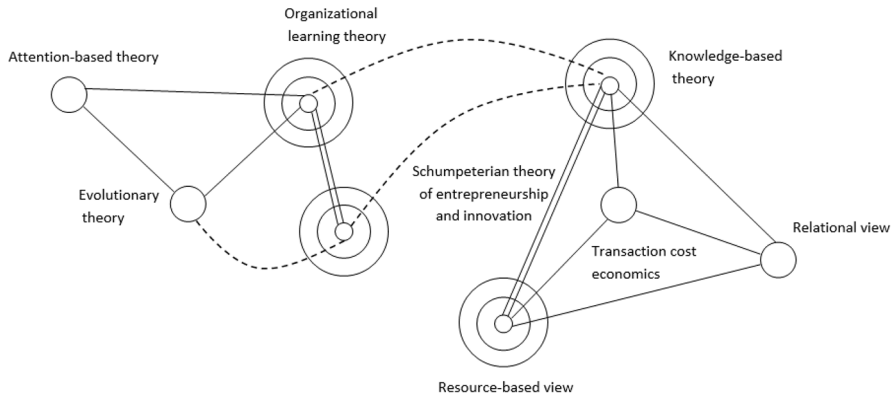 Organizational
learning theory
Attention-based theory
Knowledge-based
theory
Evolutionary
theory
Schumpeterian theory
of entrepreneurship
and innovation
Relational view
Transaction cost
economics
Resource-based view